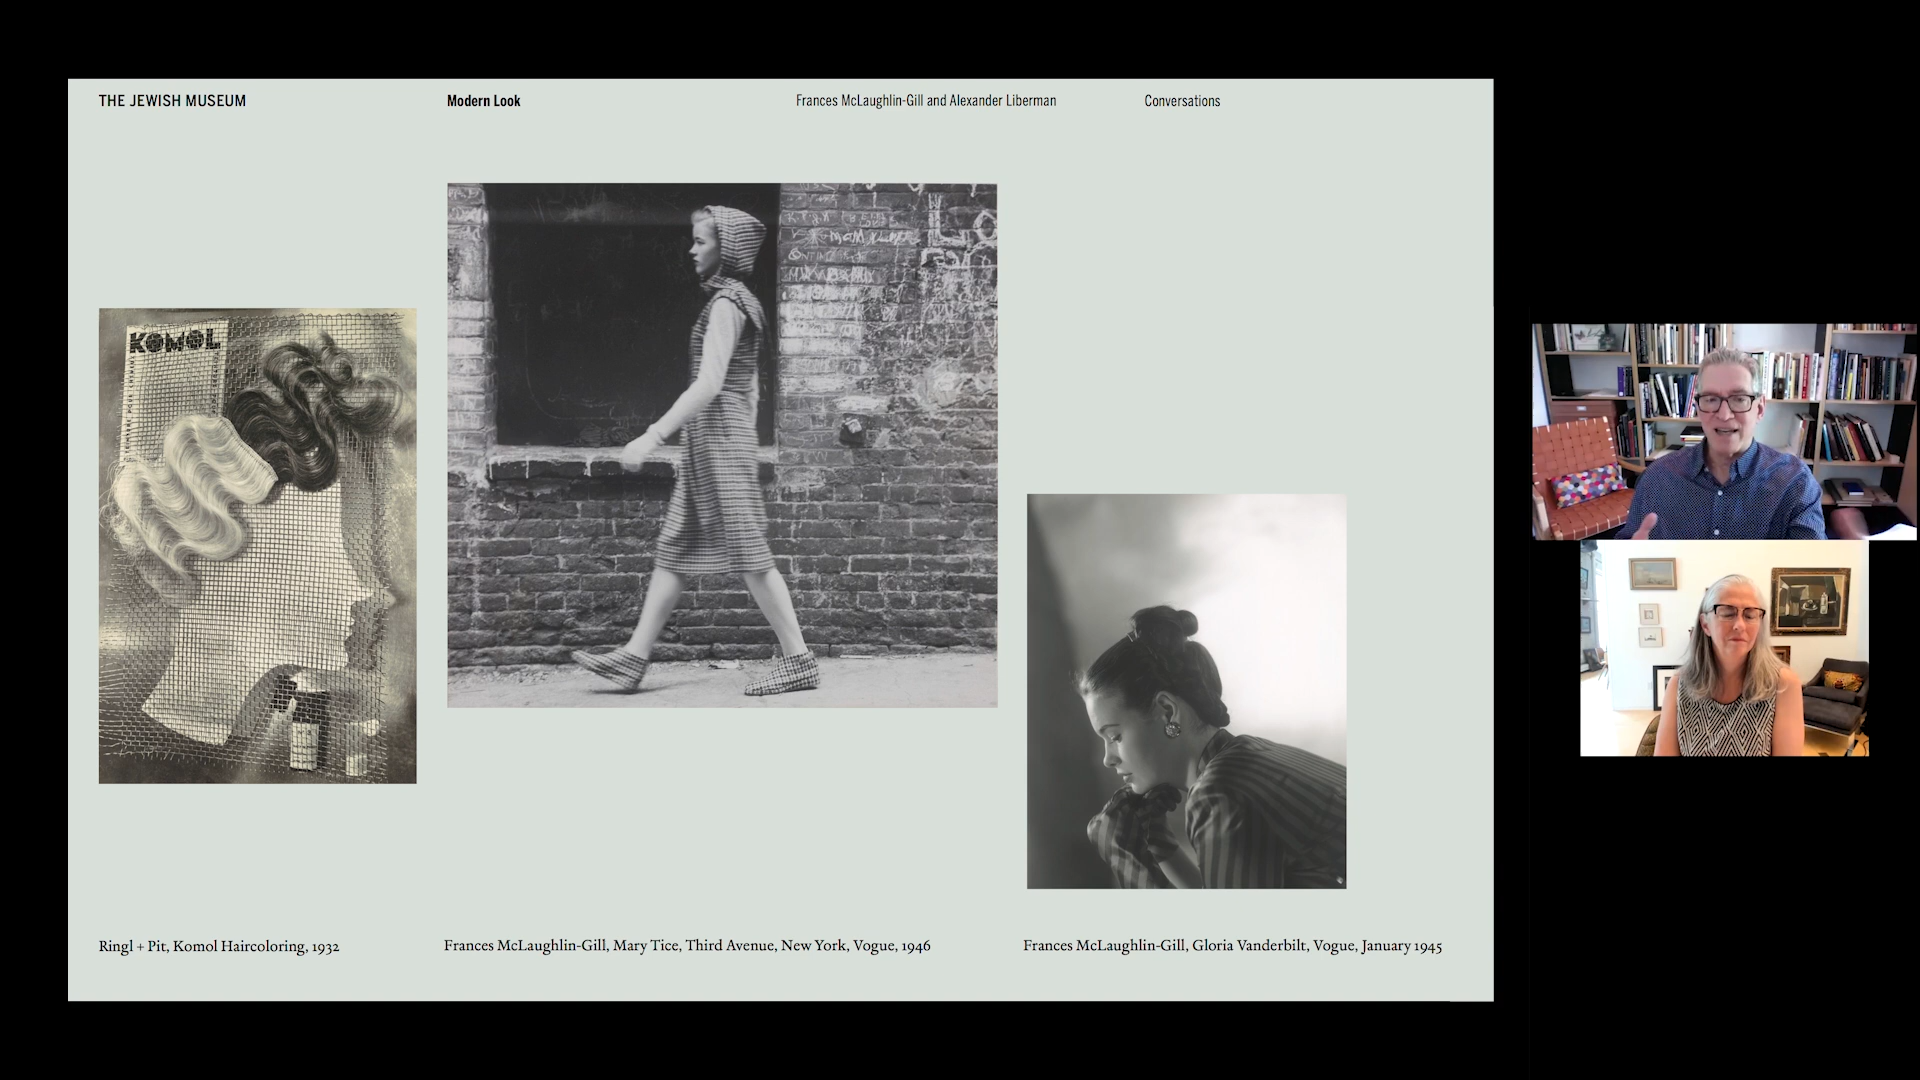 THE JEWISH MUSEUM
Modern Look
Frances McLaughlin-Gill and Alexander Liberman
Conversations
KOMOL
Ringl + Pit, Komol Haircoloring, 1932
Frances McLaughlin-Gill, Mary Tice, Third Avenue, New York, Vogue, 1946
Frances McLaughlin-Gill, Gloria Vanderbilt, Vogue, January 1945